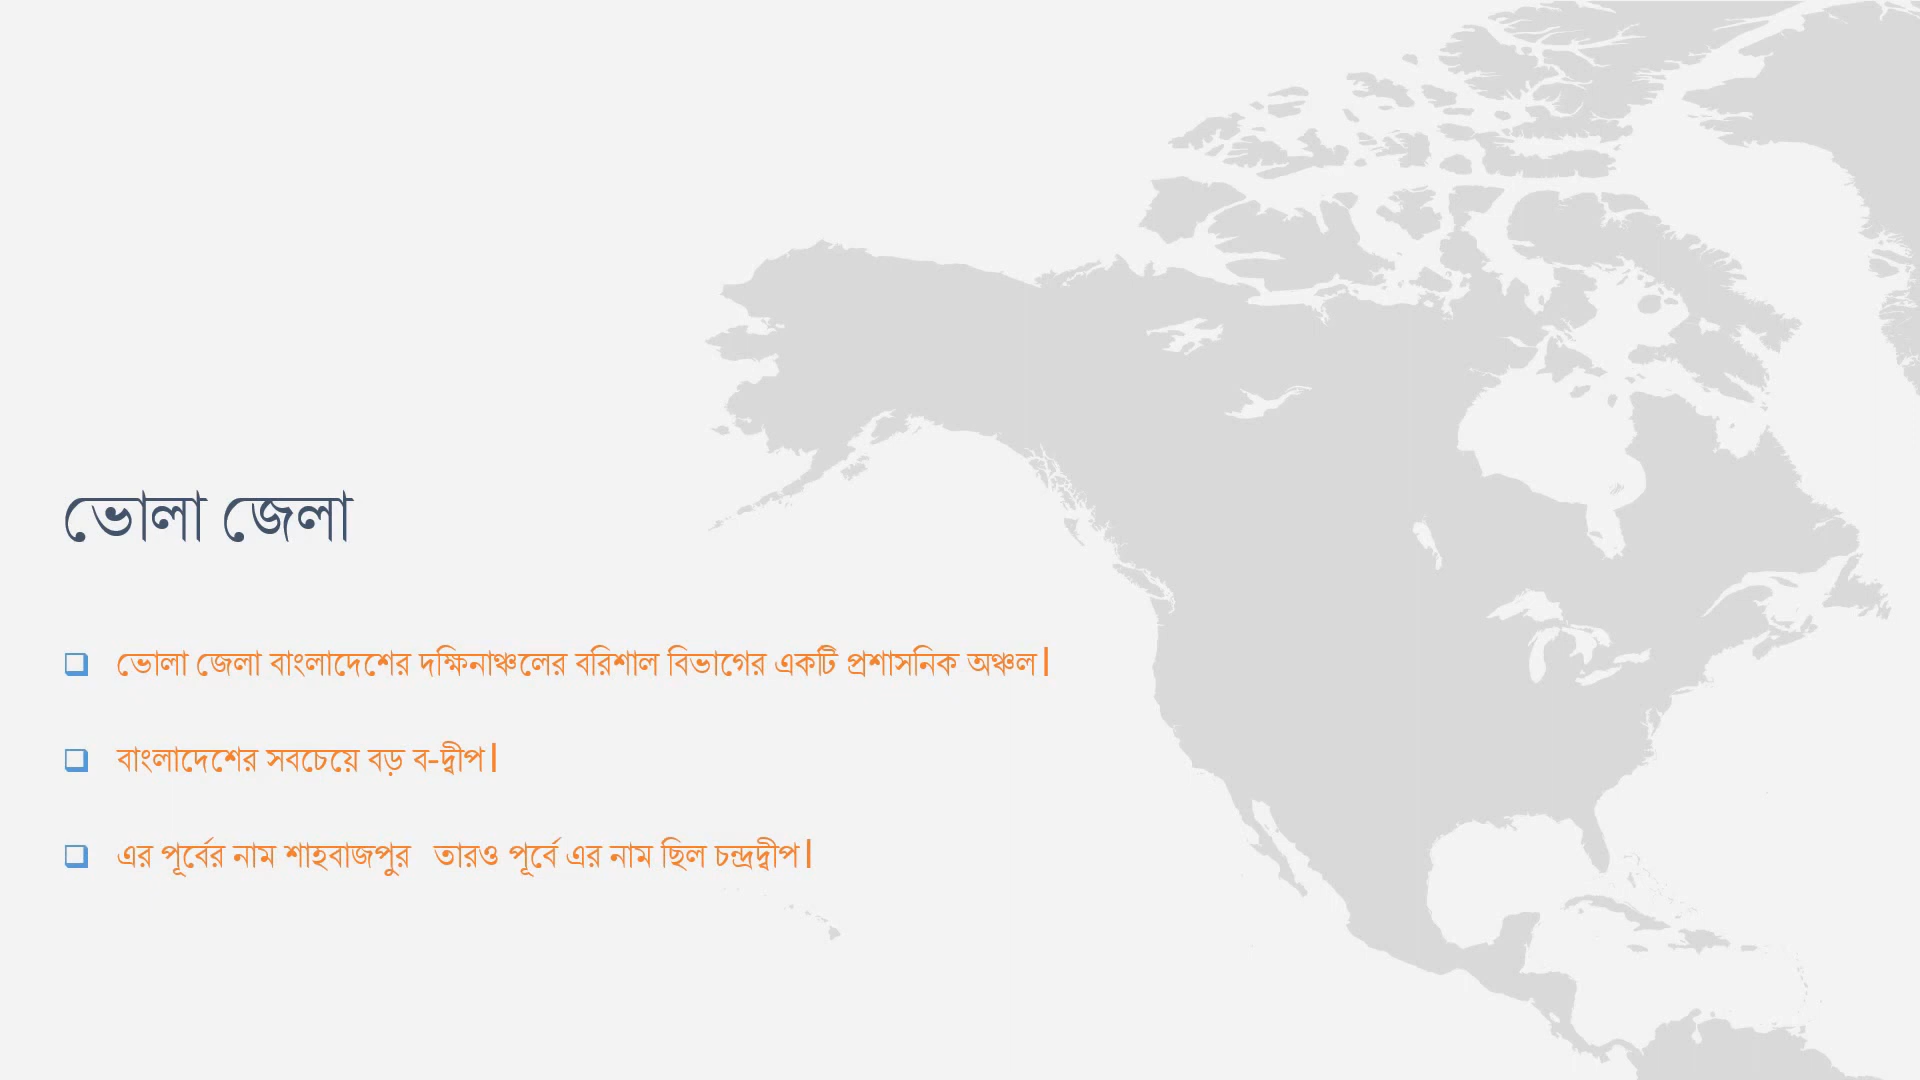 ভোলা জেলা
ভোলা জেলা বাংলাদেশের দক্ষিনাঞ্চলের বরিশাল বিভাগের একটি প্রশাসনিক অঞ্চল।
বাংলাদেশের সবচেয়ে বড় ব-দ্বীপ।
এর পূর্বের নাম শাহবাজপুর তারও পূর্বে এর নাম ছিল চন্দ্রদ্বীপ।